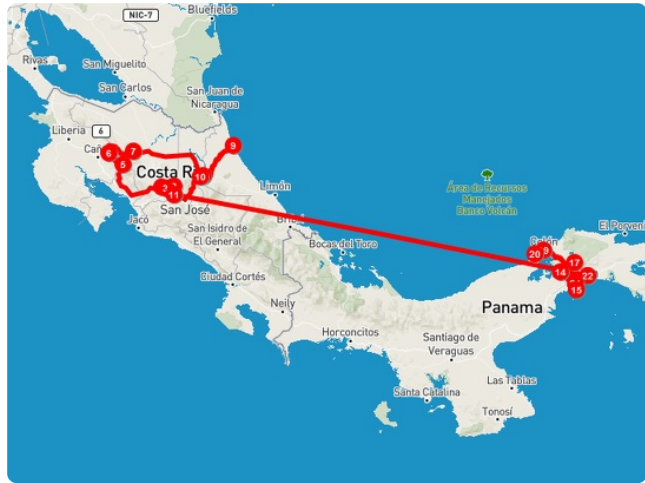 Bluefields
NIC-7
Rivas
San Miguelito
San Carlos
San Juan de
Nicaragua
Liberia
6
Cañ
6
7
9
5
Costa R
10
3
11
Limón
San José
Jacó
San Isidro de
El General
Bri
Bocas del Toro
Ciudad Cortés
Neily
Horconcitos
Área de Recursos
Manejados
Banco Volcán
Colón
El Porveni
20
9
17
14
22
15
Panama
Santiago de
Veraguas
Las Tablas
Santa Catalina
Tonosí